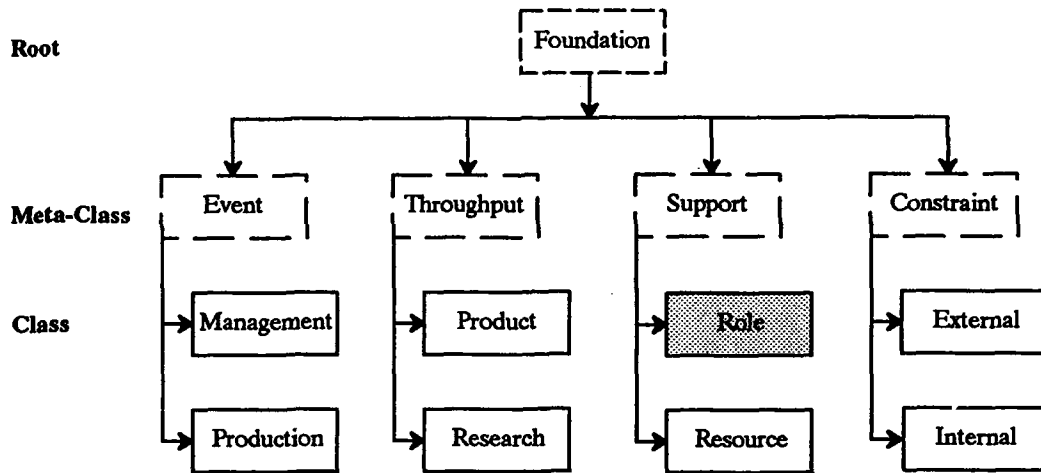 Root
Foundation
Meta-Class
Event
Throughput
Support
Constraint
Class
Management
Product
Role
External
Production
Research
Resource
Internal